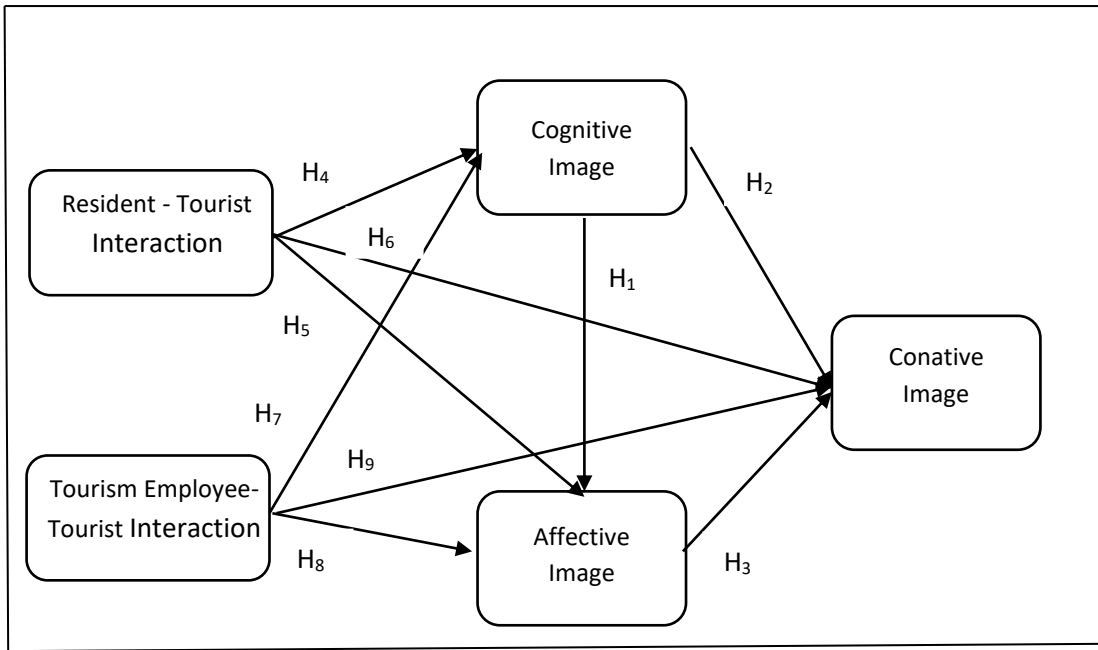 Cognitive
Image
H₄
H₂
Resident - Tourist
Interaction
H₆
H₁
H₅
Conative
Image
H₇
H₉
Tourism Employee-
Tourist Interaction
Affective
Image
H₈
H₃